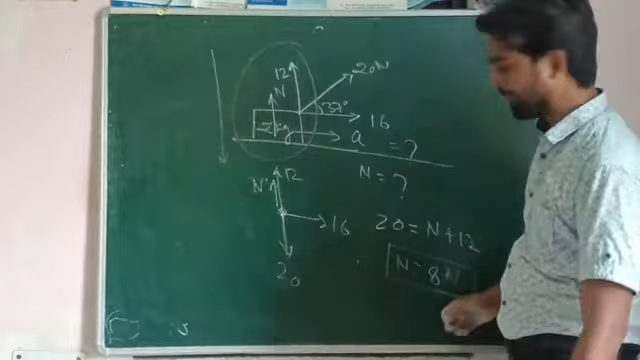 12
20N
N
37°
16
2kg
a = ?
N = ?
12
N
16
20 = N+12
N = 8N
20